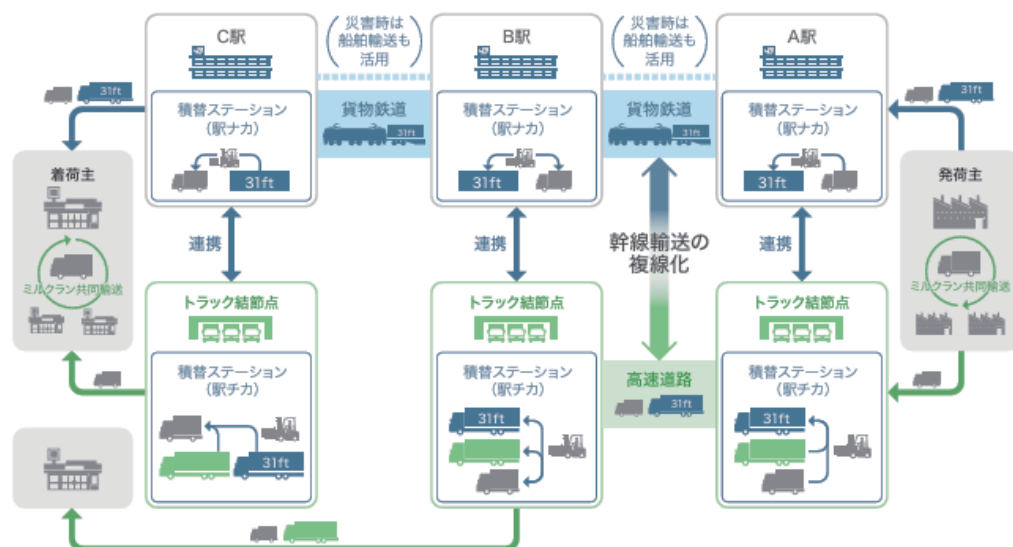 C駅
(災害時は
船舶輸送も
活用)
B駅
(災害時は
船舶輸送も
活用)
A駅
31ft
積替ステーション
(駅ナカ)
31ft
貨物鉄道
31ft
積替ステーション
(駅ナカ)
31ft
貨物鉄道
31ft
積替ステーション
(駅ナカ)
31ft
31ft
着荷主
ミルクラン共同輸送
発荷主
ミルクラン共同輸送
連携
連携
幹線輸送の
複線化
連携
トラック結節点
積替ステーション
(駅チカ)
31ft
トラック結節点
積替ステーション
(駅チカ)
31ft
高速道路
31ft
トラック結節点
積替ステーション
(駅チカ)
31ft